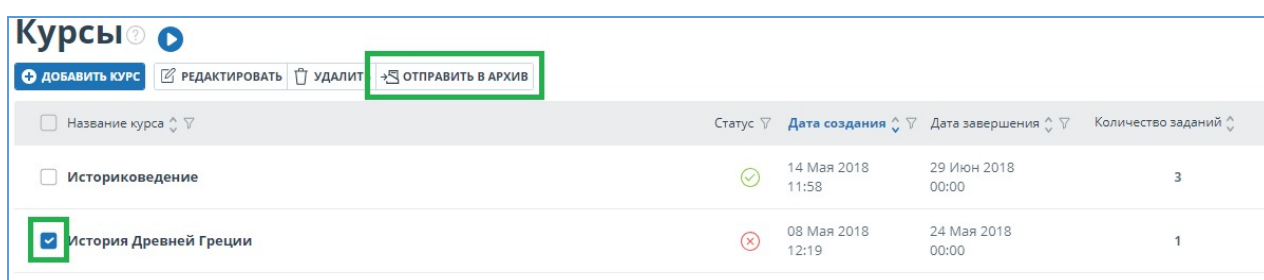 Курсы
ДОБАВИТЬ КУРС РЕДАКТИРОВАТЬ УДАЛИТ ОТПРАВИТЬ В АРХИВ
Название курса Статус Дата создания Дата завершения Количество заданий
Историковедение 14 Мая 2018 11:58 29 Июн 2018 00:00 3
История Древней Греции 08 Мая 2018 12:19 24 Мая 2018 00:00 1